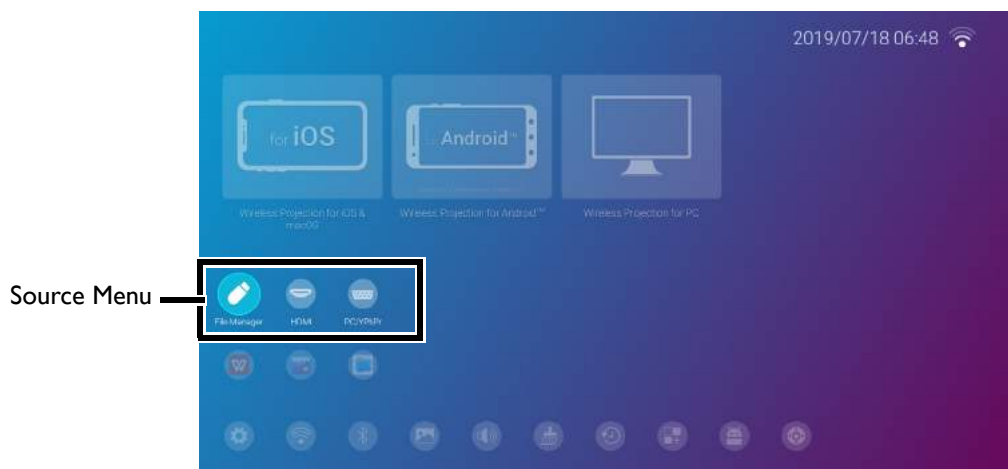 2019/07/18 06:48
for iOS
Android™
Wireless Projection for iOS &
macOS
Wireless Projection for Android™
Wireless Projection for PC
Source Menu
File Manager
HDMI
PC/YPbPr
W